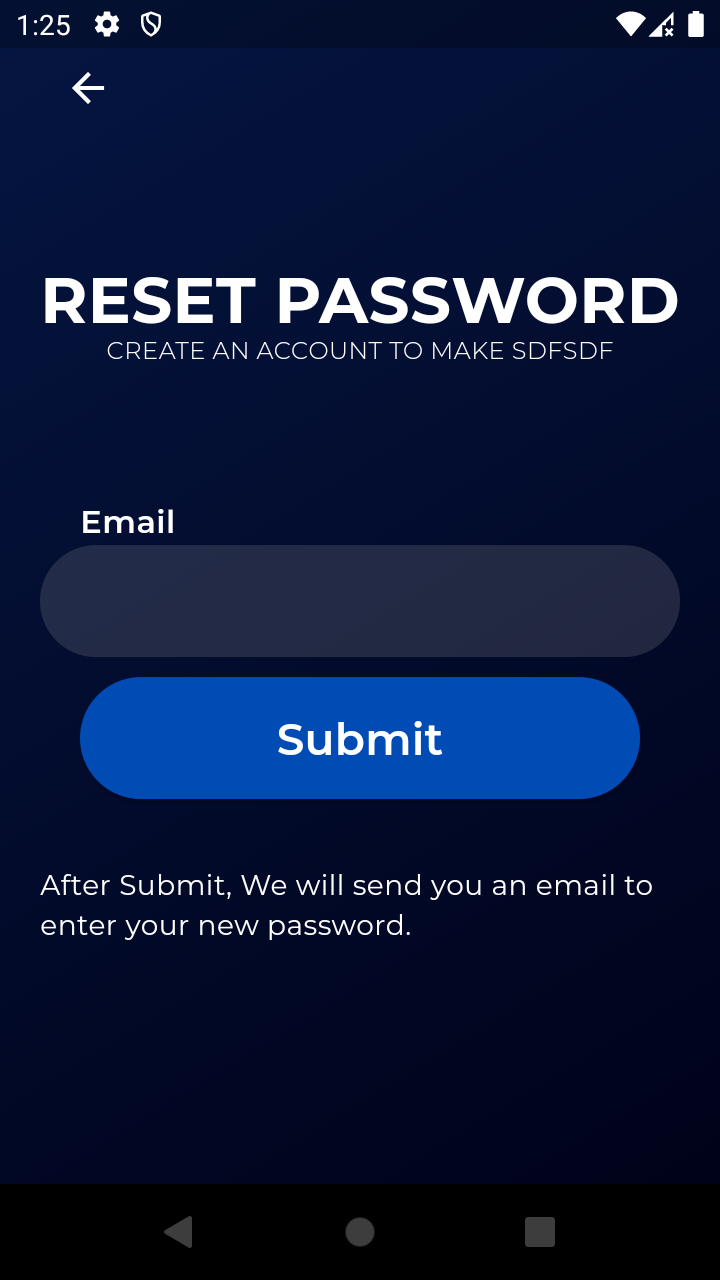 1:25
RESET PASSWORD
CREATE AN ACCOUNT TO MAKE SDFSDF
Email
Submit
After Submit, We will send you an email to
enter your new password.